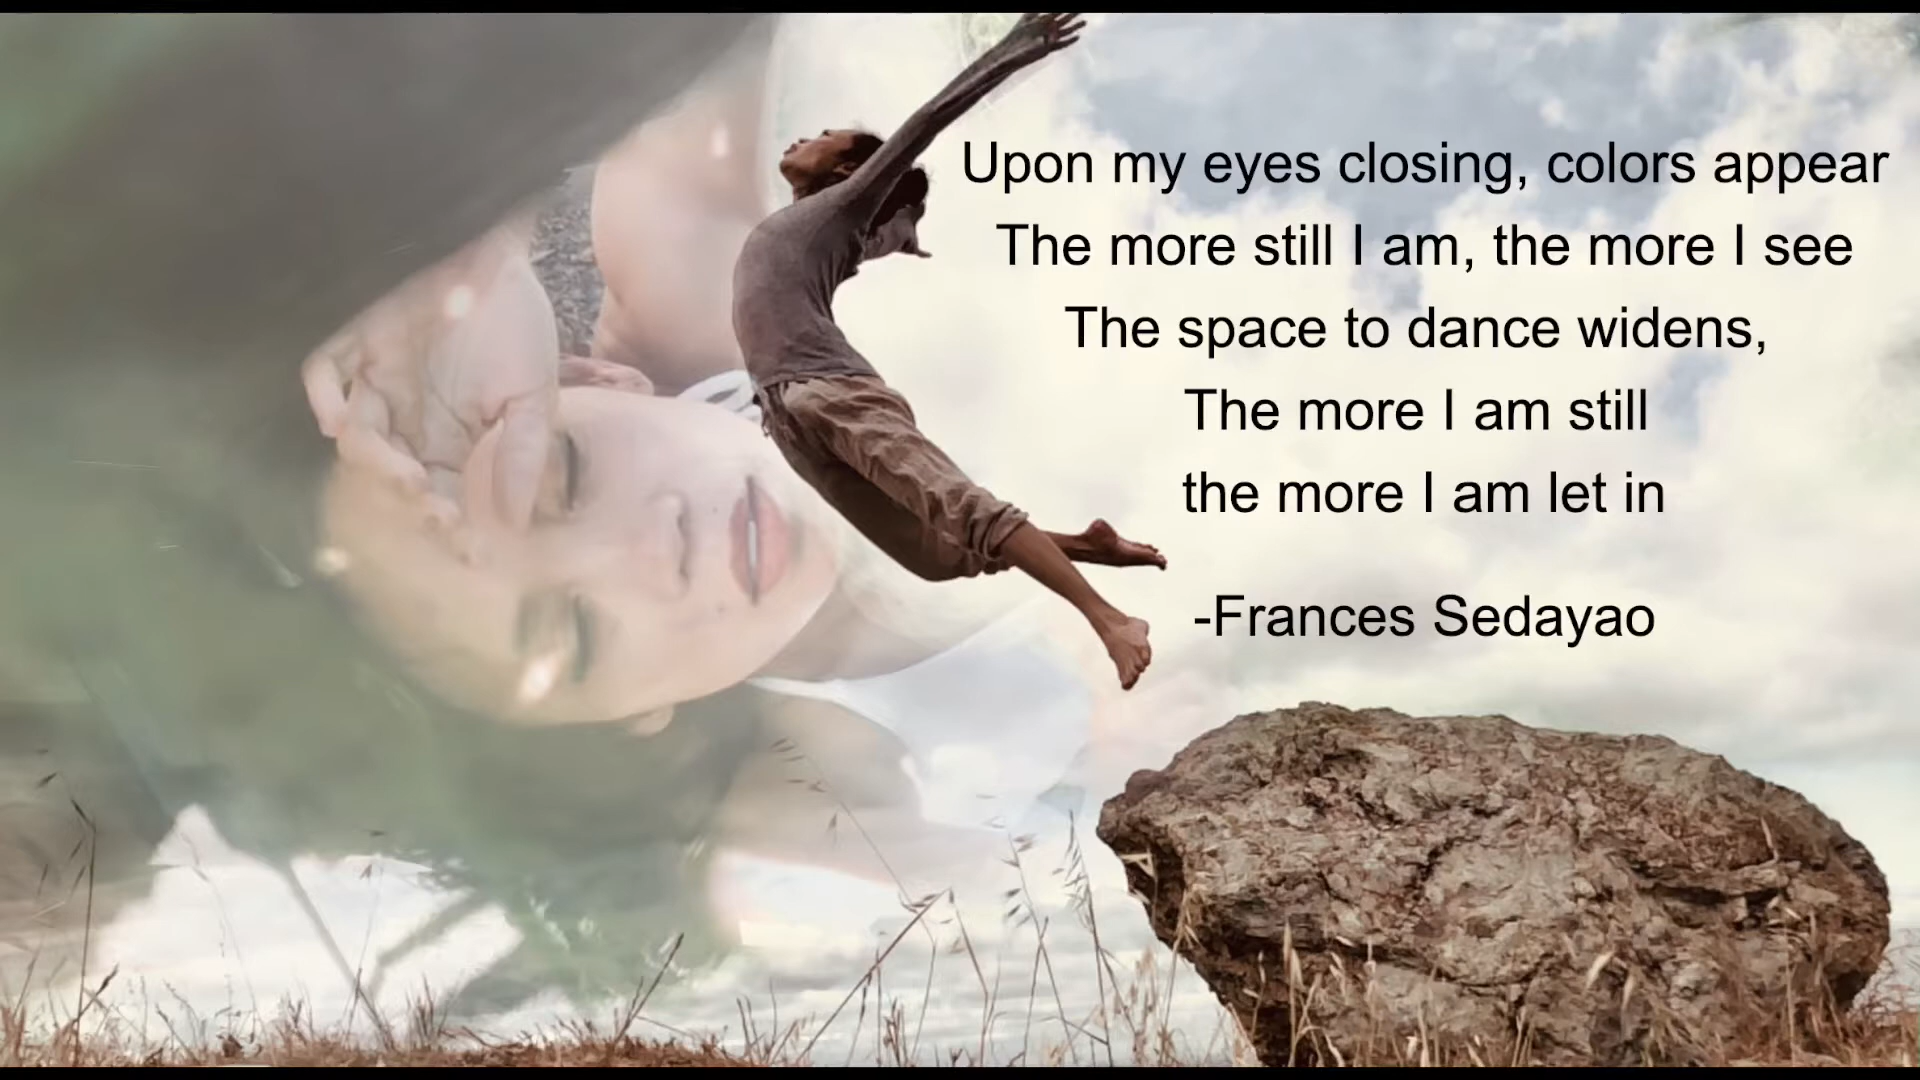 Upon my eyes closing, colors appear
The more still I am, the more I see
The space to dance widens,
The more I am still
the more I am let in
-Frances Sedayao